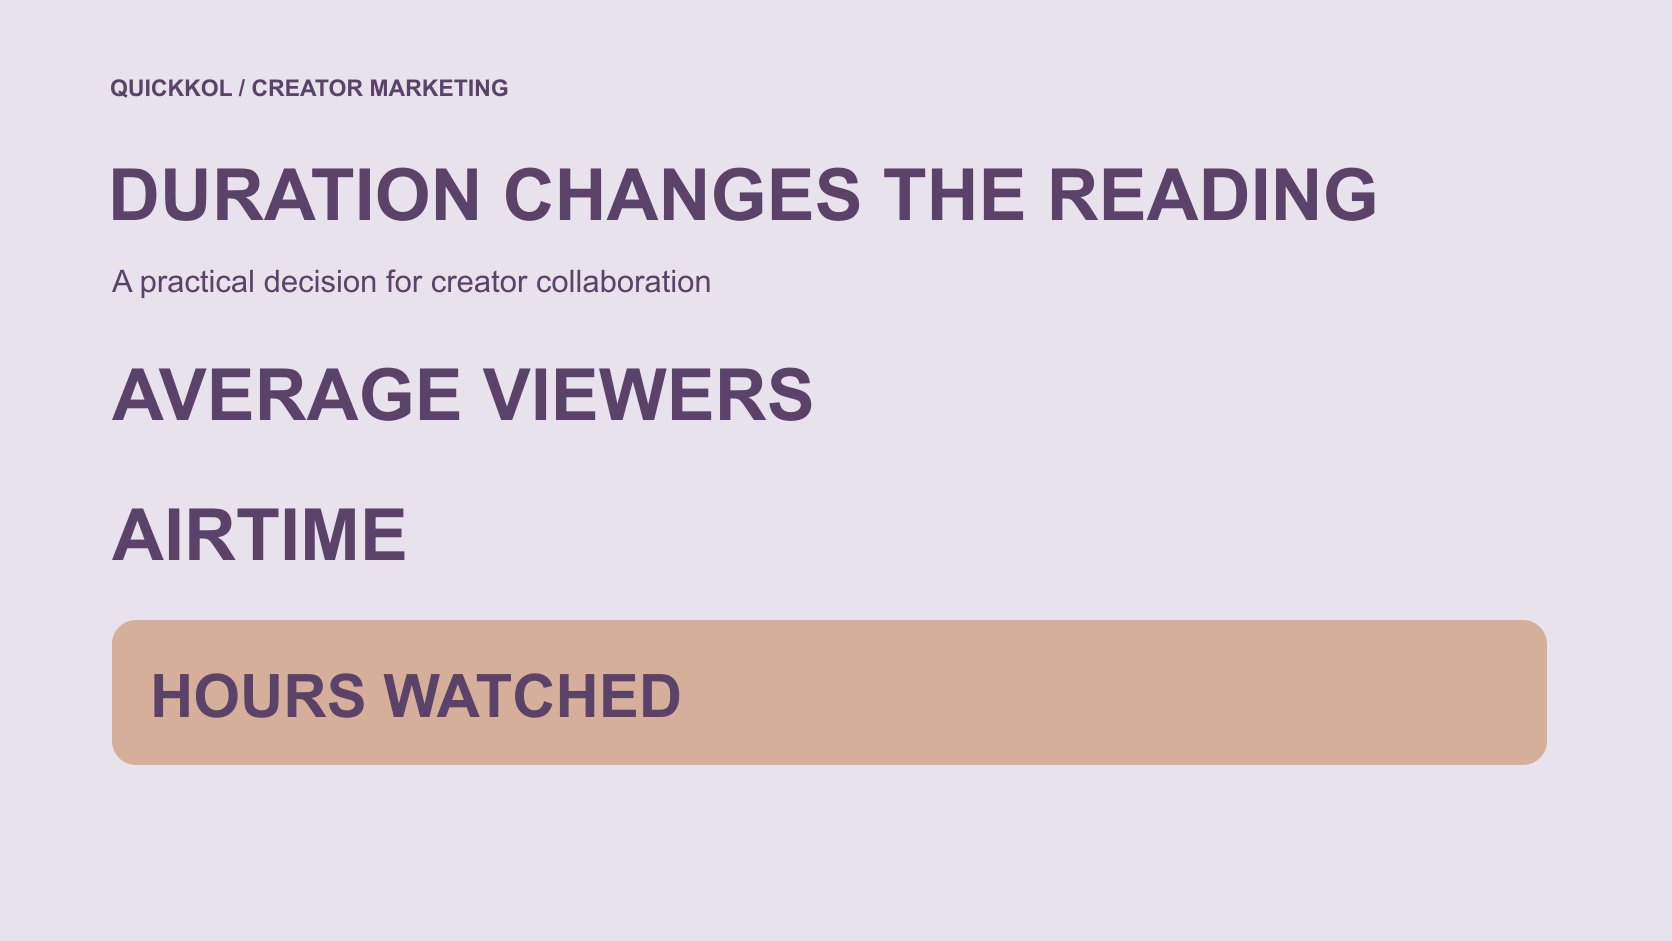 QUICKKOL / CREATOR MARKETING
DURATION CHANGES THE READING
A practical decision for creator collaboration
AVERAGE VIEWERS
AIRTIME
HOURS WATCHED